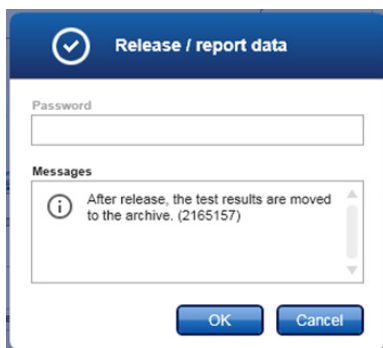 Release / report data
Password
Messages
After release, the test results are moved
to the archive. (2165157)
OK
Cancel